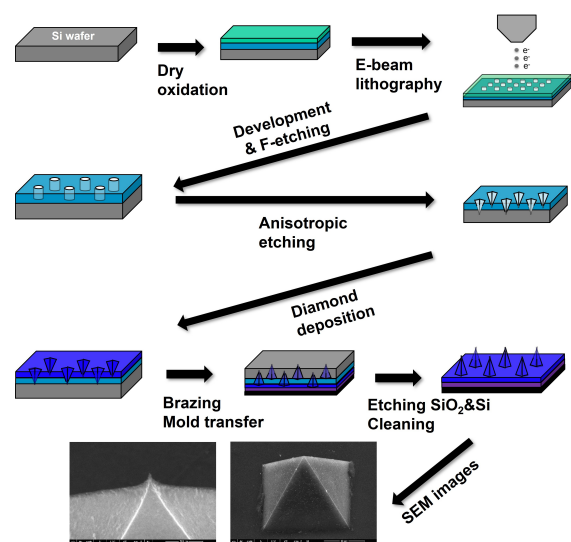 Si wafer
Dry
oxidation
E-beam
lithography
e-
e-
e-
Development
& F-etching
Anisotropic
etching
Diamond
deposition
Brazing
Mold transfer
Etching SiO₂&Si
Cleaning
SEM images